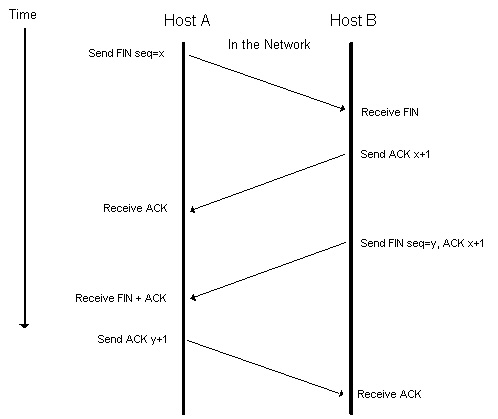 Time
Host A
Host B
In the Network
Send FIN seq=x
Receive FIN
Send ACK x+1
Receive ACK
Send FIN seq=y, ACK x+1
Receive FIN + ACK
Send ACK y+1
Receive ACK